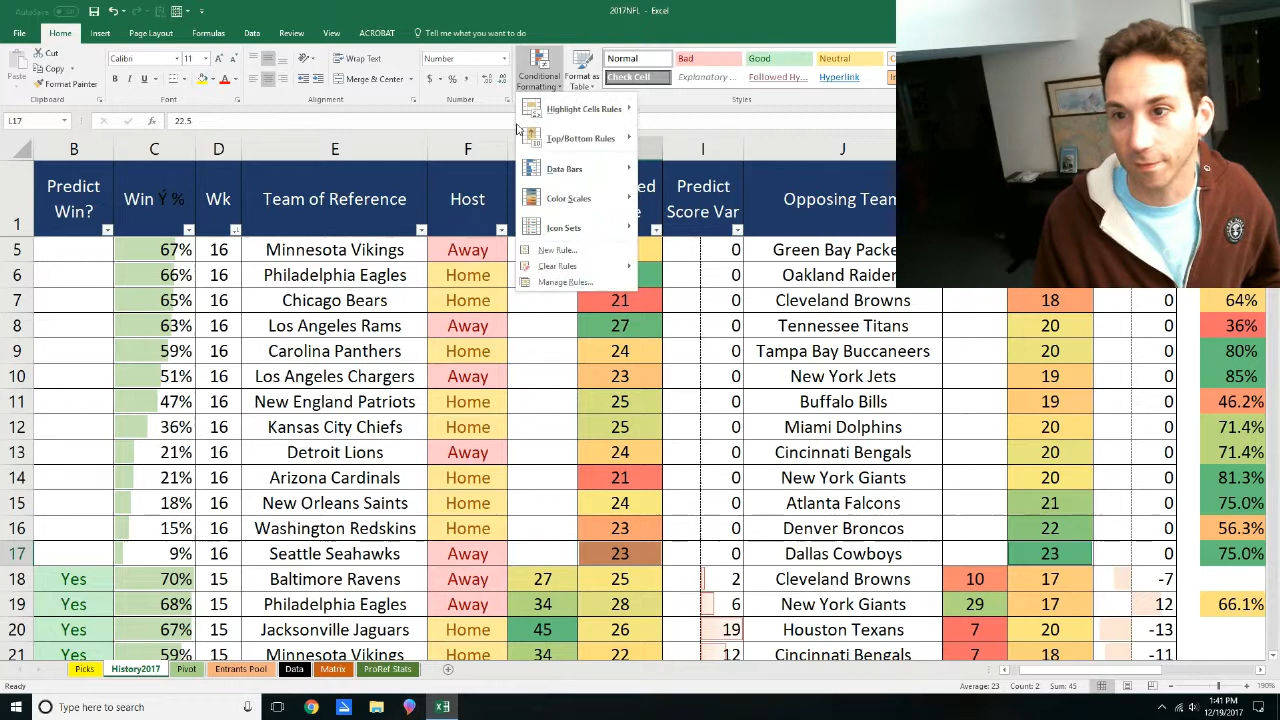 AutoSave Off
2017NFL - Excel
File Home Insert Page Layout Formulas Data Review View ACROBAT Tell me what you want to do
Cut
Copy
Format Painter
Paste
Calibri 11
B I U
Wrap Text
Merge & Center
Number
$ %
Conditional Formatting
Format as Table
Normal Bad Good Neutral
Check Cell Explanatory ... Followed Hy... Hyperlink
Clipboard Font Alignment Styles
L17 fx 22.5
Highlight Cells Rules
Top/Bottom Rules
Data Bars
Color Scales
Icon Sets
New Rule...
Clear Rules
Manage Rules...
B C D E F I J
1 Predict Win? Win Ý % Wk Team of Reference Host Predict Score Var Opposing Team
5 67% 16 Minnesota Vikings Away 0 Green Bay Packe
6 66% 16 Philadelphia Eagles Home 0 Oakland Raider
7 65% 16 Chicago Bears Home 21 0 Cleveland Browns 18 0 64%
8 63% 16 Los Angeles Rams Away 27 0 Tennessee Titans 20 0 36%
9 59% 16 Carolina Panthers Home 24 0 Tampa Bay Buccaneers 20 0 80%
10 51% 16 Los Angeles Chargers Away 23 0 New York Jets 19 0 85%
11 47% 16 New England Patriots Home 25 0 Buffalo Bills 19 0 46.2%
12 36% 16 Kansas City Chiefs Home 25 0 Miami Dolphins 20 0 71.4%
13 21% 16 Detroit Lions Away 24 0 Cincinnati Bengals 20 0 71.4%
14 21% 16 Arizona Cardinals Home 21 0 New York Giants 20 0 81.3%
15 18% 16 New Orleans Saints Home 24 0 Atlanta Falcons 21 0 75.0%
16 15% 16 Washington Redskins Home 23 0 Denver Broncos 22 0 56.3%
17 9% 16 Seattle Seahawks Away 23 0 Dallas Cowboys 23 0 75.0%
18 Yes 70% 15 Baltimore Ravens Away 27 25 2 Cleveland Browns 10 17 -7
19 Yes 68% 15 Philadelphia Eagles Away 34 28 6 New York Giants 29 17 12 66.1%
20 Yes 67% 15 Jacksonville Jaguars Home 45 26 19 Houston Texans 7 20 -13
21 Yes 59% 15 Minnesota Vikings Home 34 22 12 Cincinnati Bengals 7 18 -11
Picks History2017 Pivot Entrants Pool Data Matrix ProRef Stats
Ready Average: 23 Count: 2 Sum: 45 190%
Type here to search
1:41 PM
12/19/2017